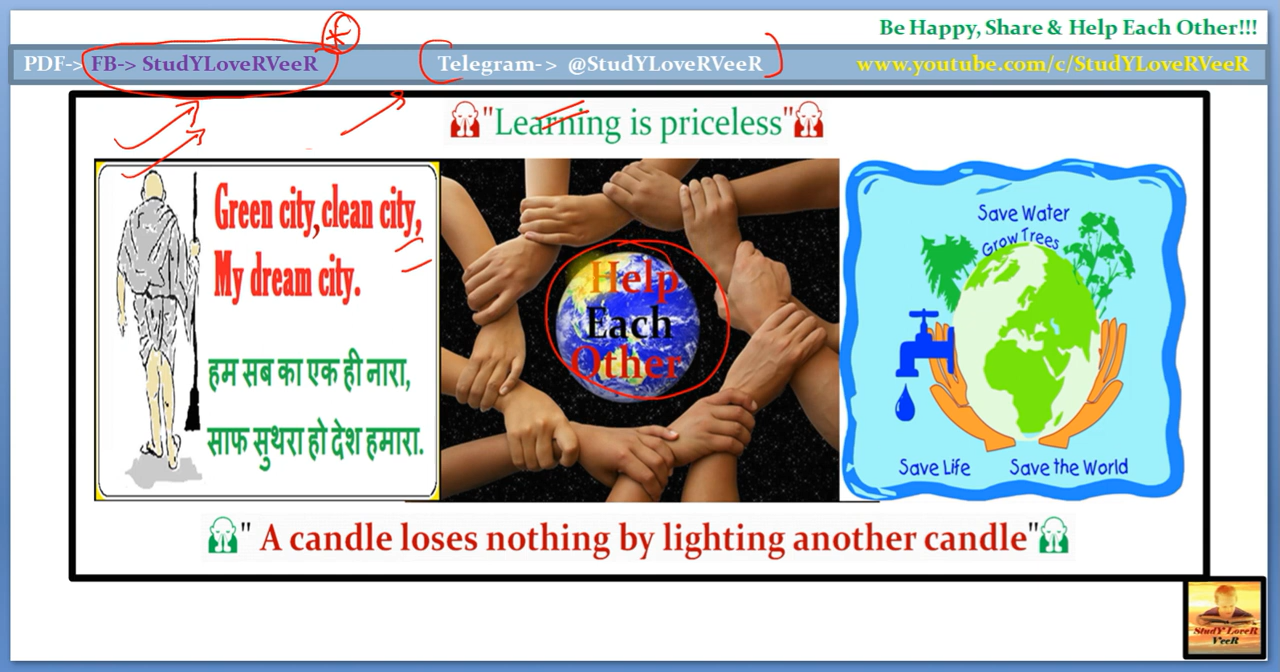 Be Happy, Share & Help Each Other!!!
PDF-> FB-> StudYLoveRVeeR Telegram-> @StudYLoveRVeeR www.youtube.com/c/StudYLoveRVeeR
"Learning is priceless"
Green city, clean city,
My dream city.
हम सब का एक ही नारा,
साफ सुथरा हो देश हमारा.
Help
Each
Other
Save Water
Grow Trees
Save Life Save the World
" A candle loses nothing by lighting another candle"
StudY LoveR
VeeR